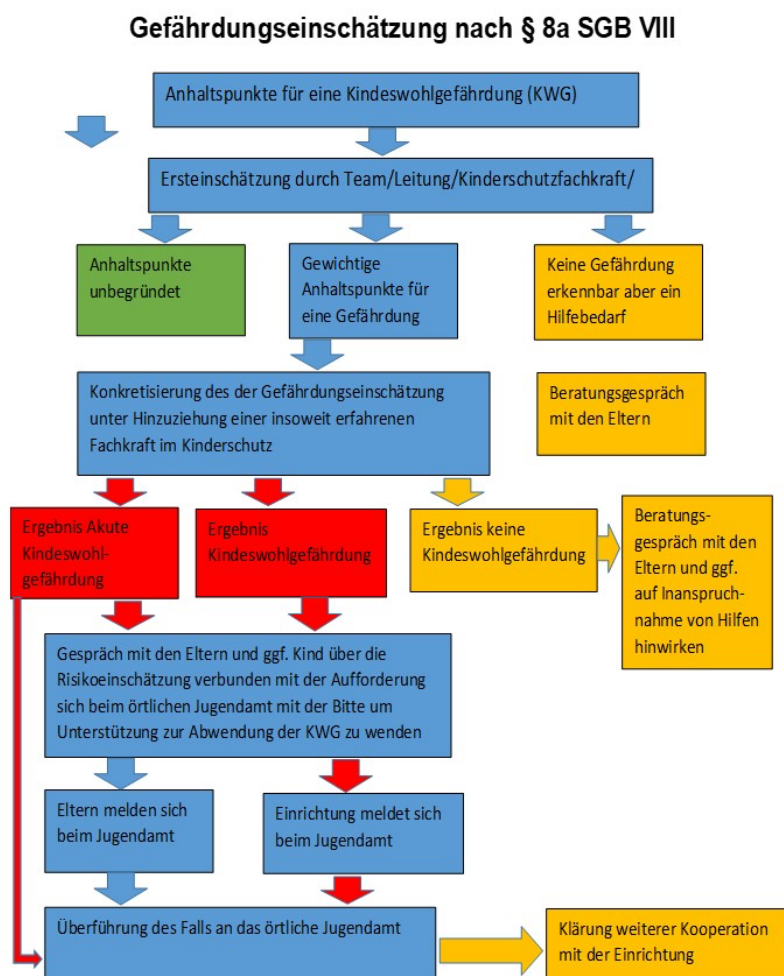 Gefährdungseinschätzung nach § 8a SGB VIII
Anhaltspunkte für eine Kindeswohlgefährdung (KWG)
Ersteinschätzung durch Team/Leitung/Kinderschutzfachkraft/
Anhaltspunkte
unbegründet
Gewichtige
Anhaltspunkte für
eine Gefährdung
Keine Gefährdung
erkennbar aber ein
Hilfebedarf
Konkretisierung des der Gefährdungseinschätzung
unter Hinzuziehung einer insoweit erfahrenen
Fachkraft im Kinderschutz
Beratungsgespräch
mit den Eltern
Ergebnis Akute
Kindeswohl-
gefährdung
Ergebnis
Kindeswohlgefährdung
Ergebnis keine
Kindeswohlgefährdung
Beratungs-
gespräch mit den
Eltern und ggf.
auf Inanspruch-
nahme von Hilfen
hinwirken
Gespräch mit den Eltern und ggf. Kind über die
Risikoeinschätzung verbunden mit der Aufforderung
sich beim örtlichen Jugendamt mit der Bitte um
Unterstützung zur Abwendung der KWG zu wenden
Eltern melden sich
beim Jugendamt
Einrichtung meldet sich
beim Jugendamt
Überführung des Falls an das örtliche Jugendamt
Klärung weiterer Kooperation
mit der Einrichtung